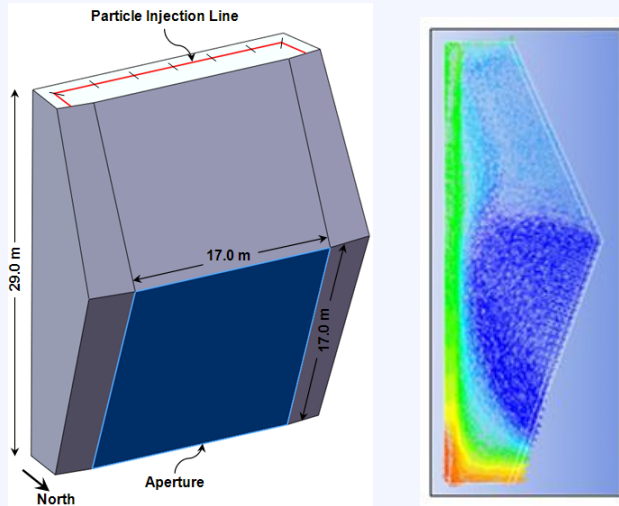 Particle Injection Line
29.0 m
17.0 m
17.0 m
Aperture
North